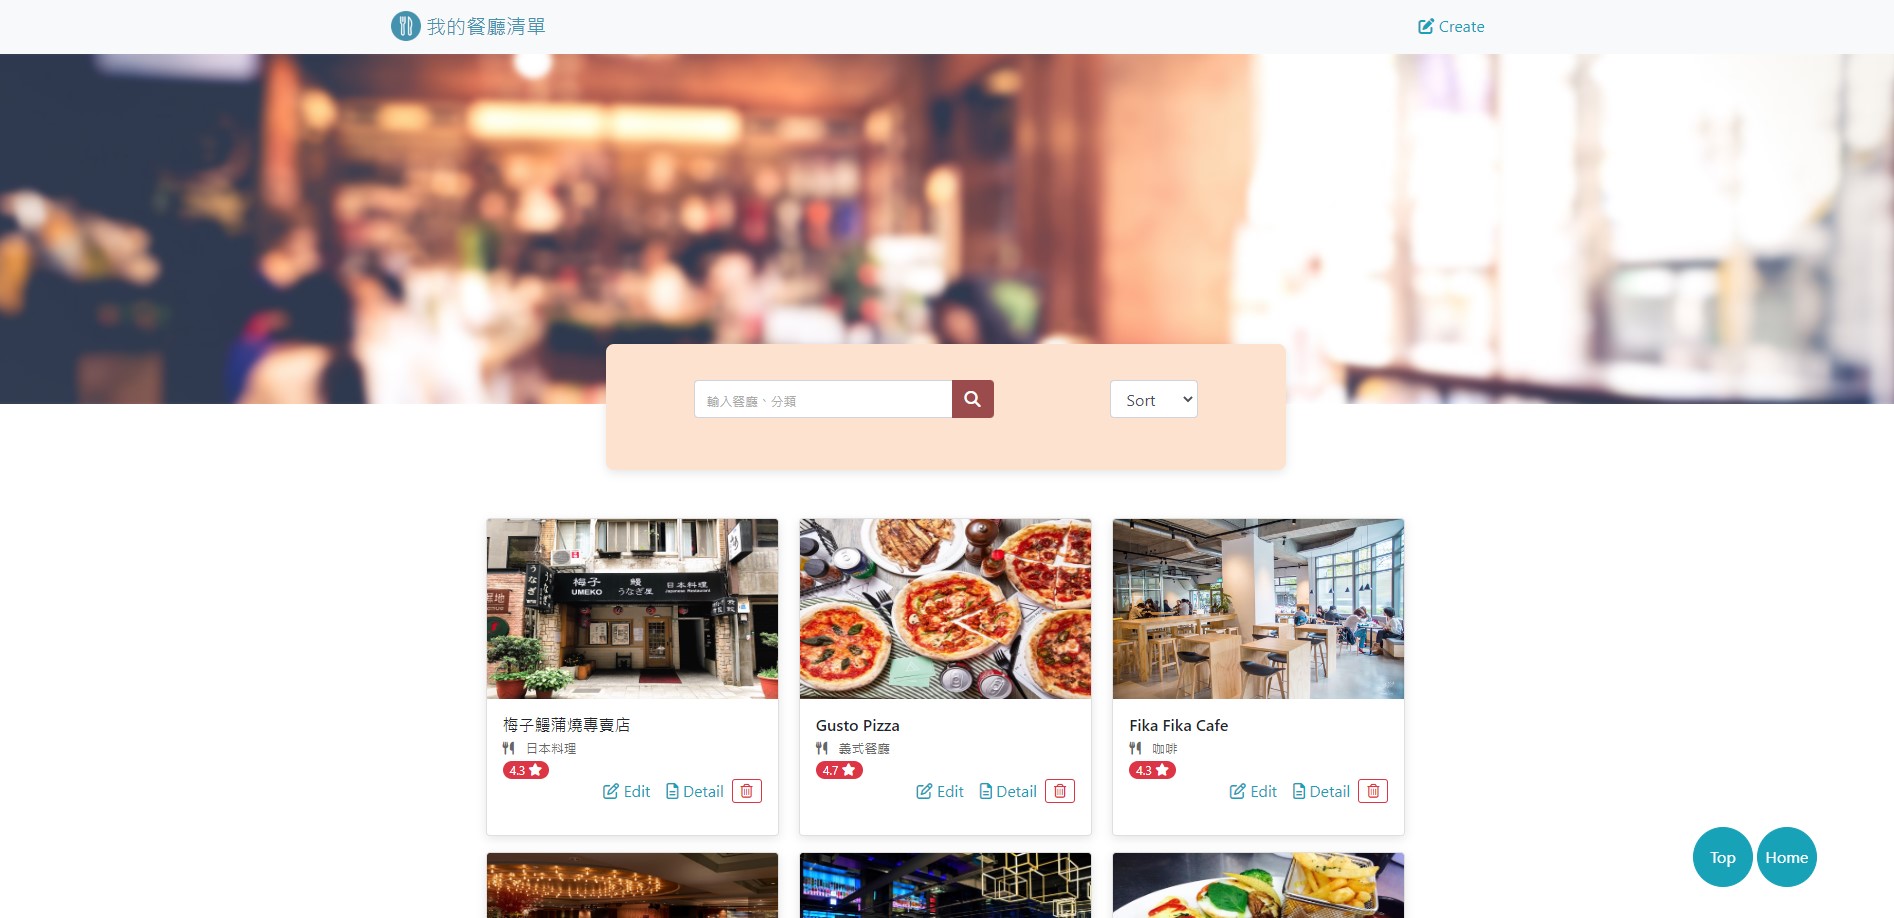 我的餐廳清單
Create
輸入餐廳、分類
Sort
梅子 UMEKO
鰻 うなぎ屋
日本料理 Japanese Restaurant
うなぎ
梅子鰻蒲燒專賣店
日本料理
4.3
Edit Detail
Gusto Pizza
義式餐廳
4.7
Edit Detail
Fika Fika Cafe
咖啡
4.3
Edit Detail
Top Home